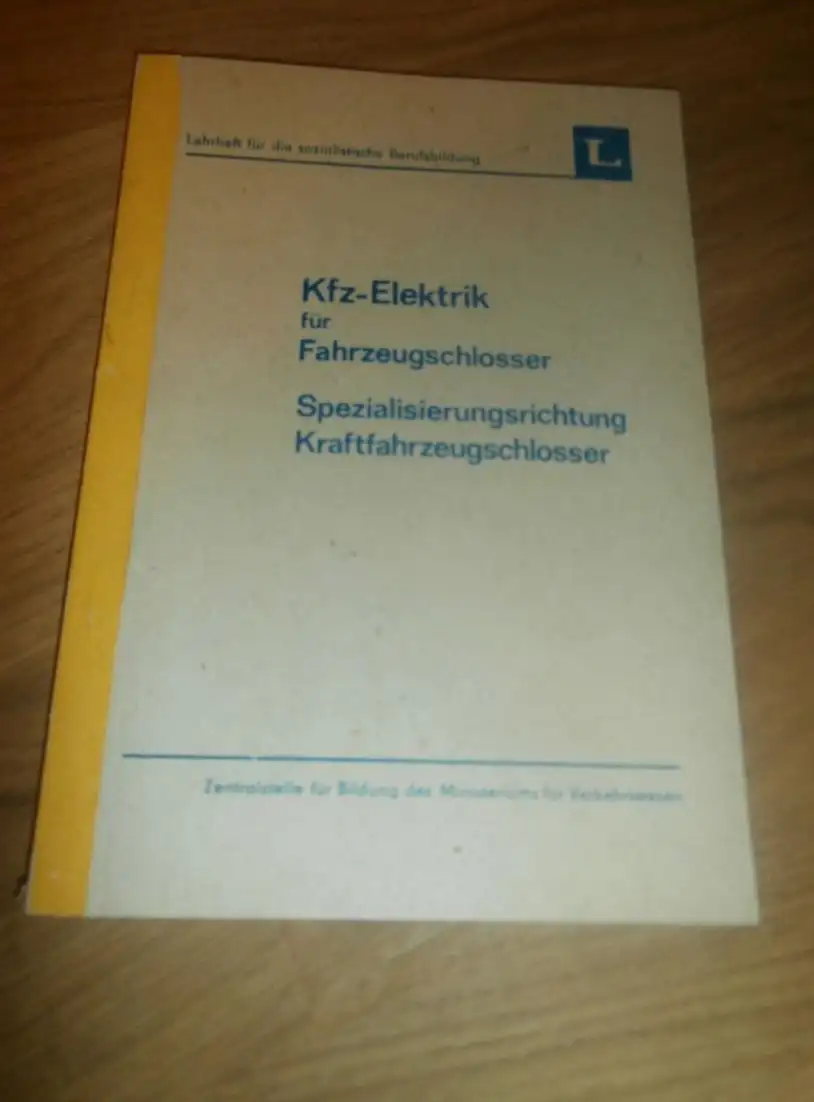 Lehrheft für die sozialistische Berufsbildung
L
Kfz-Elektrik
für
Fahrzeugschlosser
Spezialisierungsrichtung
Kraftfahrzeugschlosser
Zentralstelle für Bildung des Ministeriums für Verkehrswesen